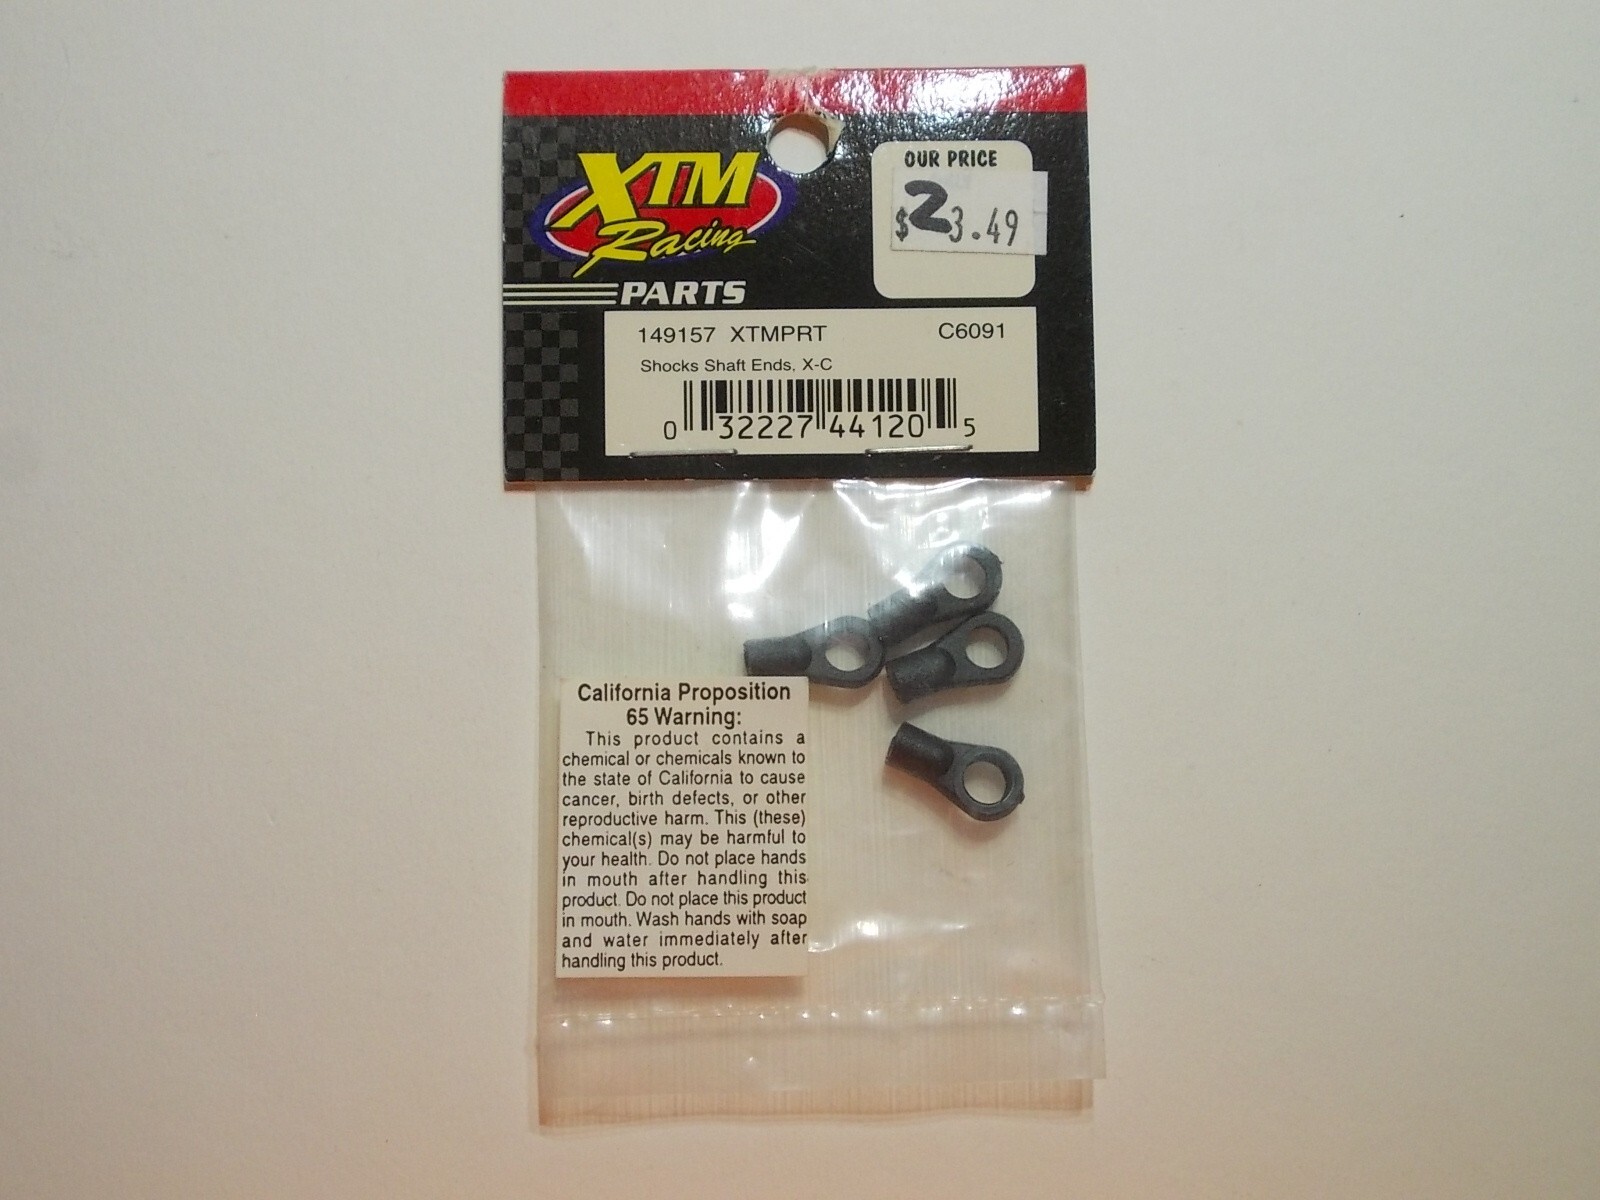 XTM
Racing
PARTS
OUR PRICE
$23.49
149157 XTMPRT C6091
Shocks Shaft Ends, X-C
0 32227 44120 5
California Proposition
65 Warning:
This product contains a
chemical or chemicals known to
the state of California to cause
cancer, birth defects, or other
reproductive harm. This (these)
chemical(s) may be harmful to
your health. Do not place hands
in mouth after handling this
product. Do not place this product
in mouth. Wash hands with soap
and water immediately after
handling this product.